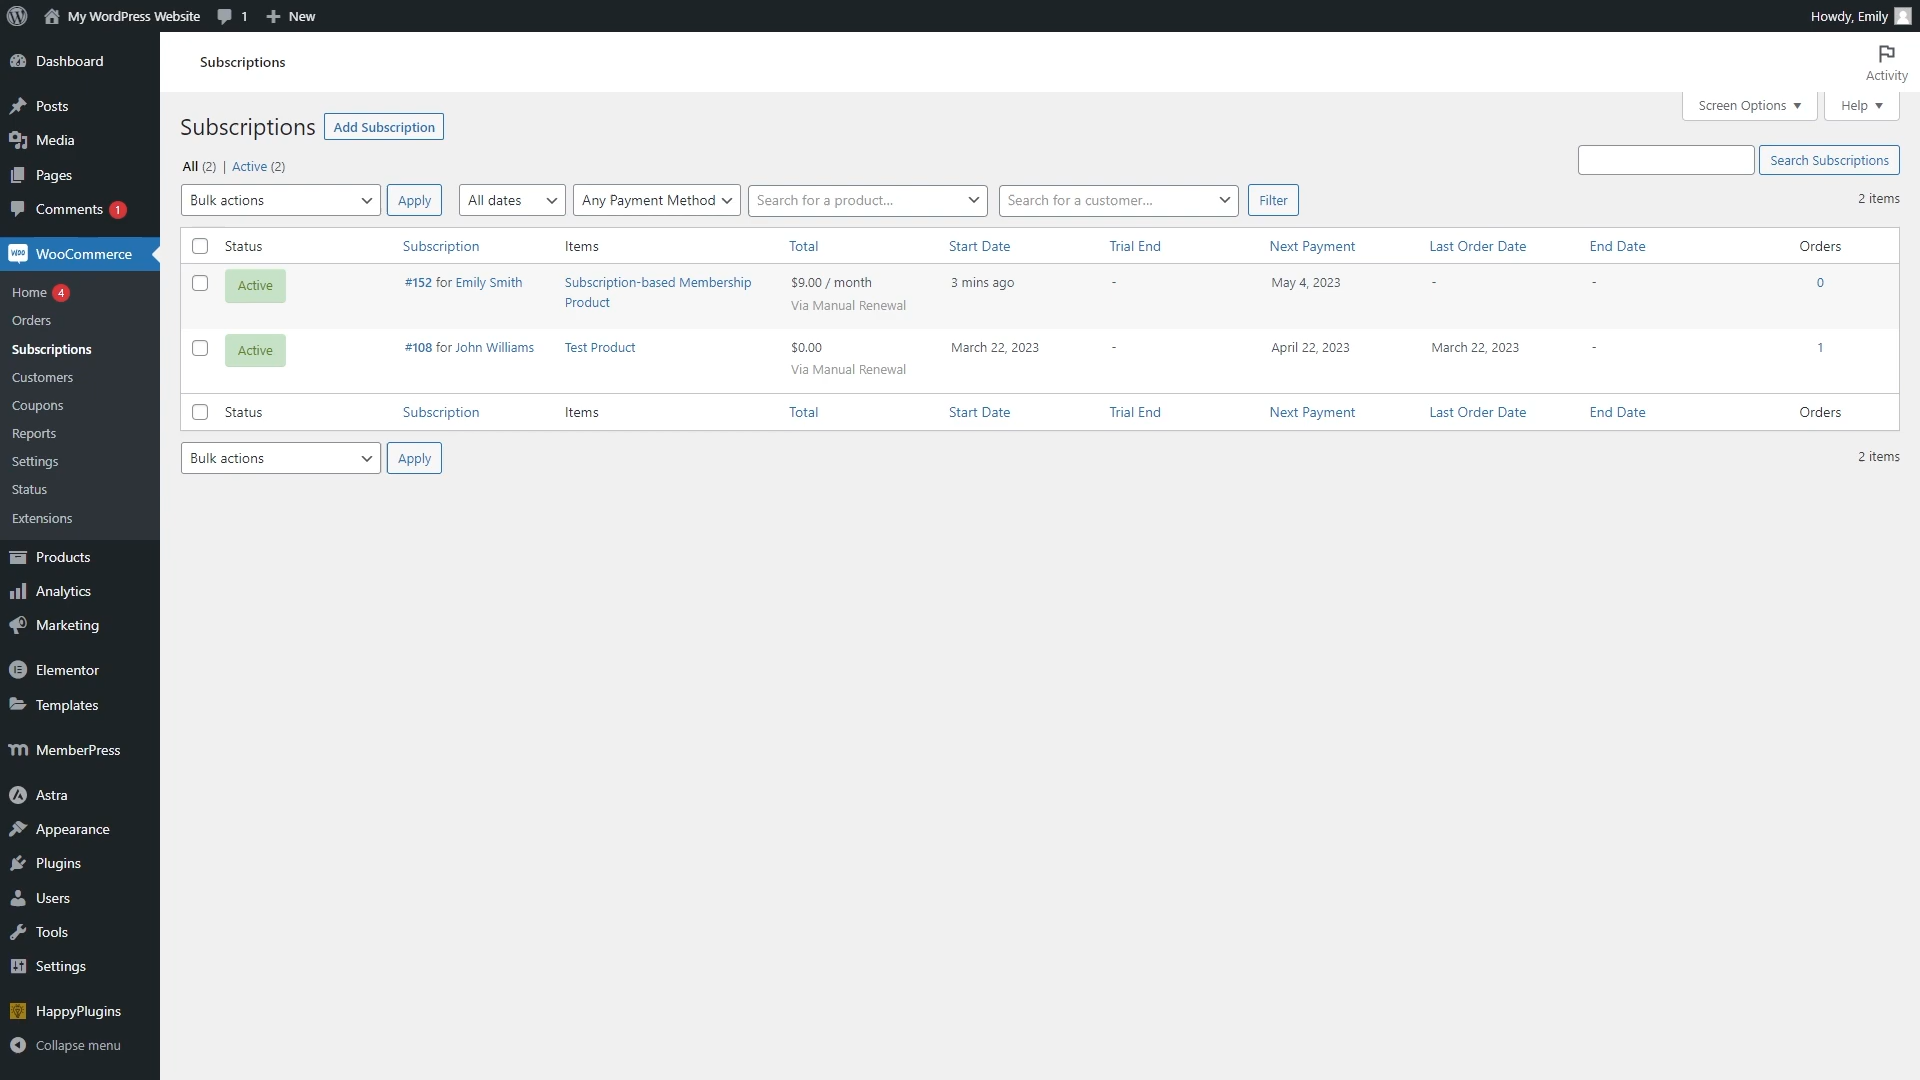 My WordPress Website 1 New Howdy, Emily
Dashboard
Posts
Media
Pages
Comments 1
WooCommerce
Home 4
Orders
Subscriptions
Customers
Coupons
Reports
Settings
Status
Extensions
Products
Analytics
Marketing
Elementor
Templates
MemberPress
Astra
Appearance
Plugins
Users
Tools
Settings
HappyPlugins
Collapse menu
Subscriptions
Activity
Screen Options Help
Subscriptions Add Subscription
All (2) | Active (2)
Search Subscriptions
Bulk actions Apply All dates Any Payment Method Search for a product... Search for a customer... Filter 2 items
Status Subscription Items Total Start Date Trial End Next Payment Last Order Date End Date Orders
Active #152 for Emily Smith Subscription-based Membership $9.00 / month 3 mins ago - May 4, 2023 - - 0
Product Via Manual Renewal
Active #108 for John Williams Test Product $0.00 March 22, 2023 - April 22, 2023 March 22, 2023 - 1
Via Manual Renewal
Status Subscription Items Total Start Date Trial End Next Payment Last Order Date End Date Orders
Bulk actions Apply 2 items